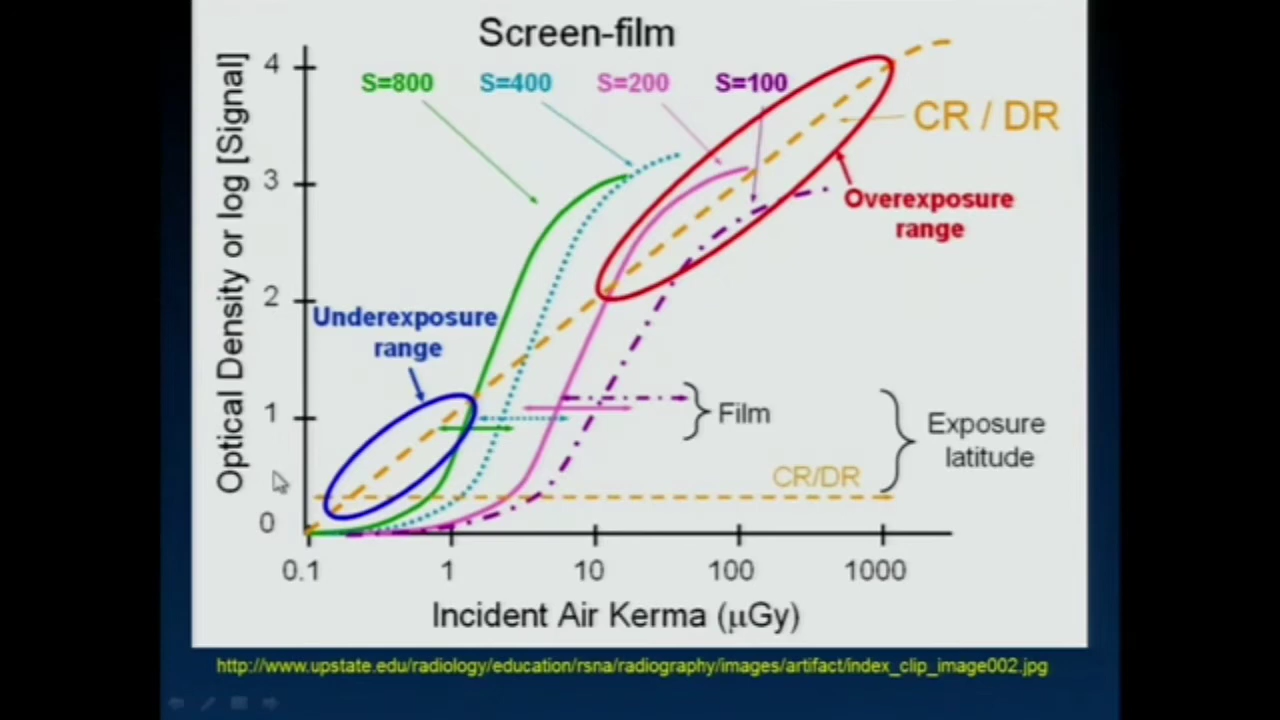 Screen-film
S=800
S=400
S=200
S=100
CR / DR
Overexposure
range
Underexposure
range
Film
Exposure
latitude
CR/DR
Optical Density or log [Signal]
4
3
2
1
0
0.1
1
10
100
1000
Incident Air Kerma (μGy)
http://www.upstate.edu/radiology/education/rsna/radiography/images/artifact/index_clip_image002.jpg